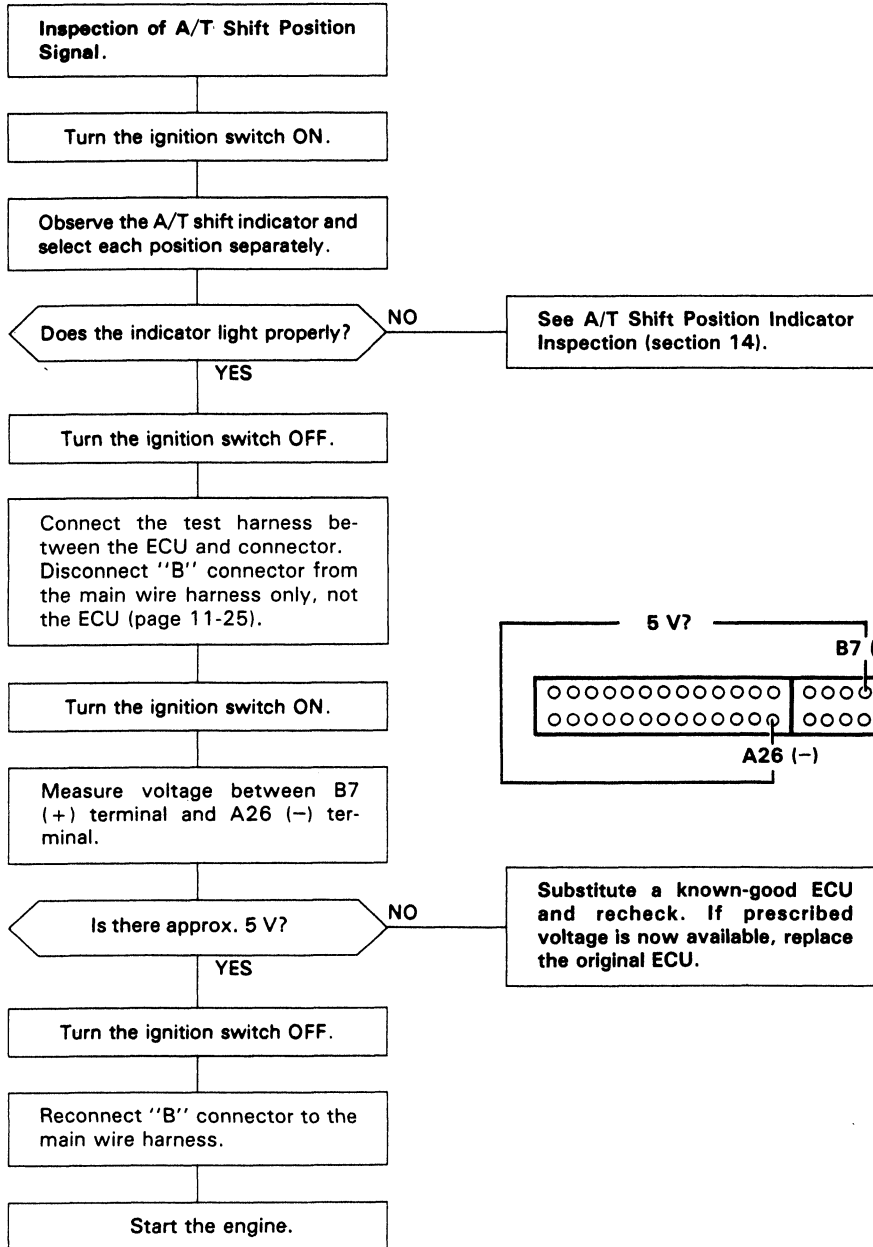 Inspection of A/T Shift Position
Signal.
Turn the ignition switch ON.
Observe the A/T shift indicator and
select each position separately.
Does the indicator light properly?
NO
See A/T Shift Position Indicator
Inspection (section 14).
YES
Turn the ignition switch OFF.
Connect the test harness be-
tween the ECU and connector.
Disconnect "B" connector from
the main wire harness only, not
the ECU (page 11-25).
Turn the ignition switch ON.
5 V?
B7 (
A26 (−)
Measure voltage between B7
(+) terminal and A26 (−) ter-
minal.
Is there approx. 5 V?
NO
Substitute a known-good ECU
and recheck. If prescribed
voltage is now available, replace
the original ECU.
YES
Turn the ignition switch OFF.
Reconnect "B" connector to the
main wire harness.
Start the engine.